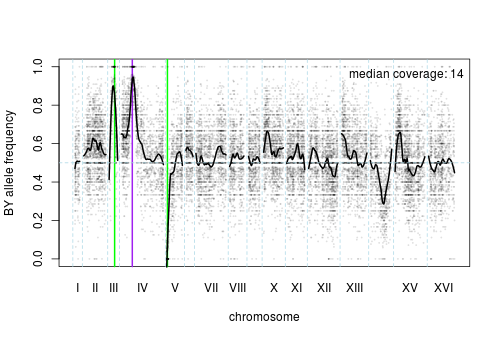 median coverage: 14
BY allele frequency
1.0
0.8
0.6
0.4
0.2
0.0
I II III IV V VII VIII X XI XII XIII XV XVI
chromosome